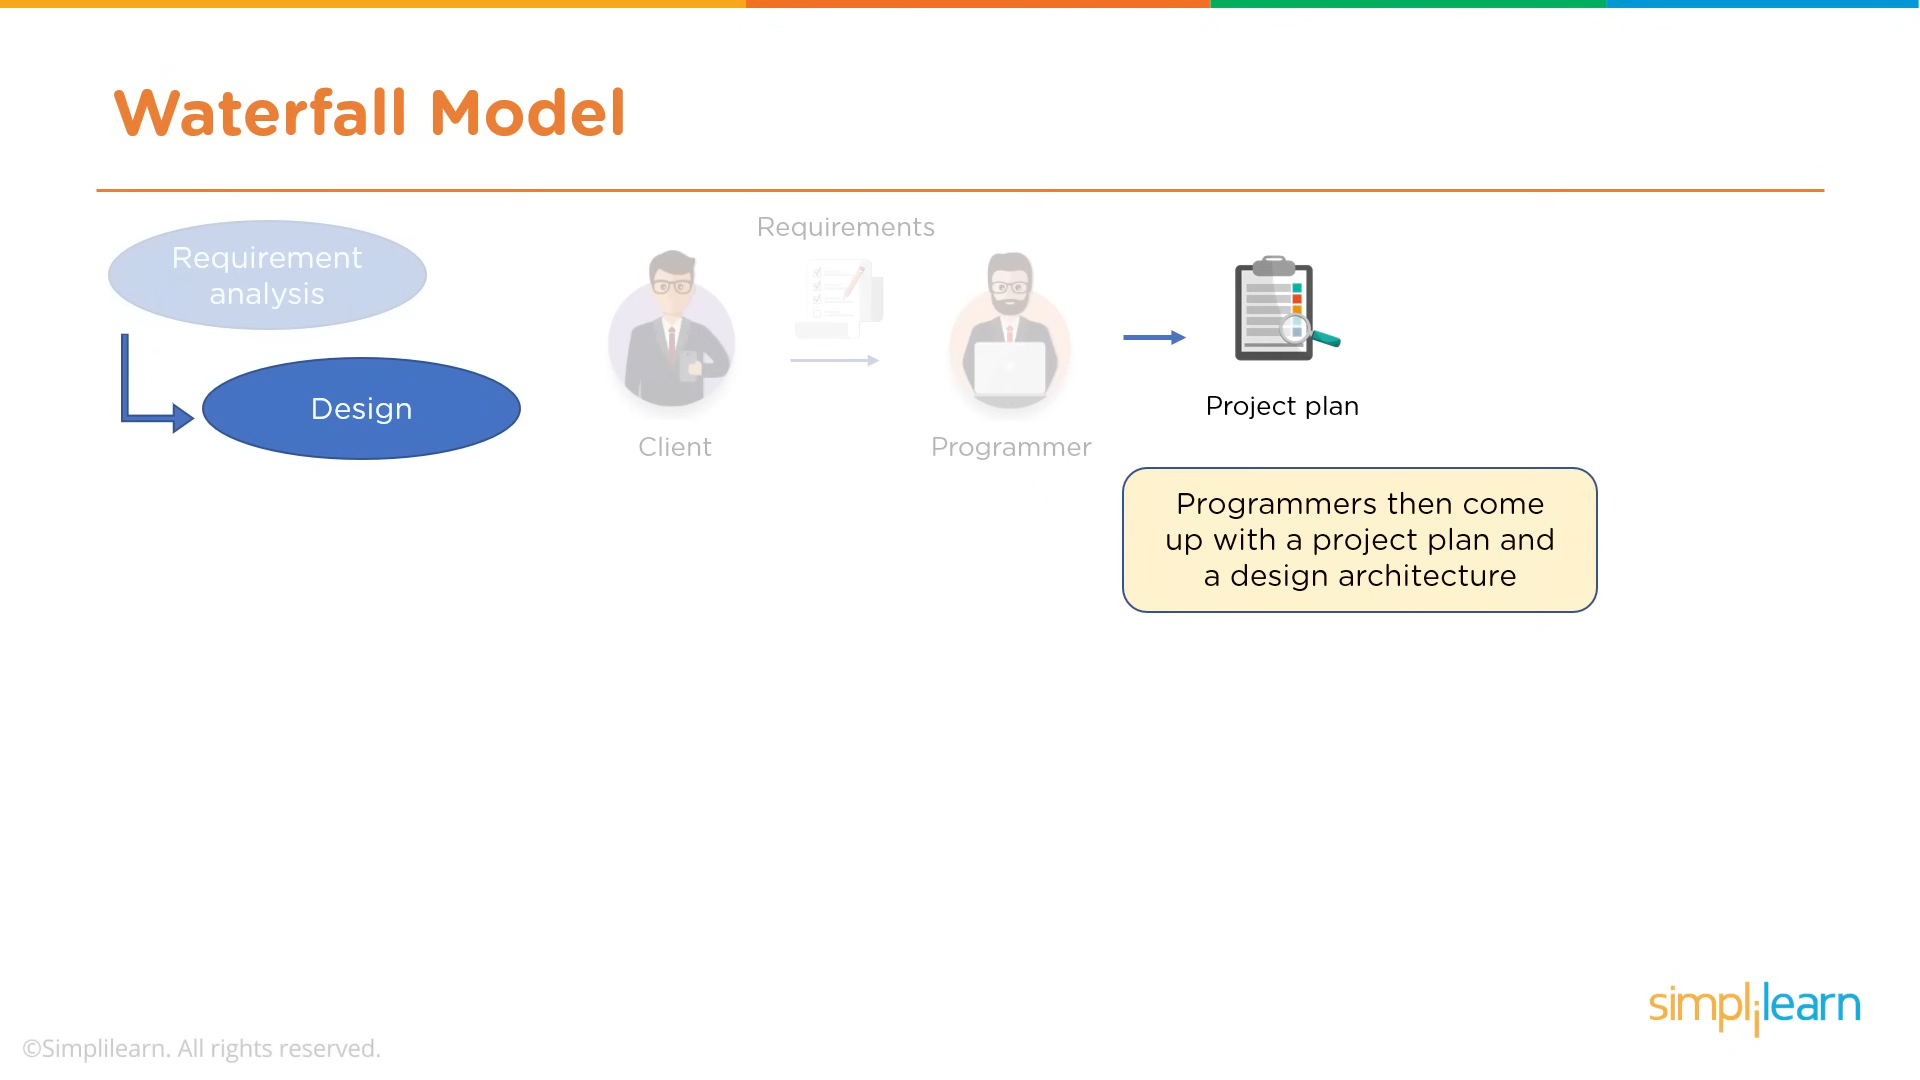 Waterfall Model
Requirement
analysis
Design
Requirements
Client
Programmer
Project plan
Programmers then come
up with a project plan and
a design architecture
simplilearn
©Simplilearn. All rights reserved.